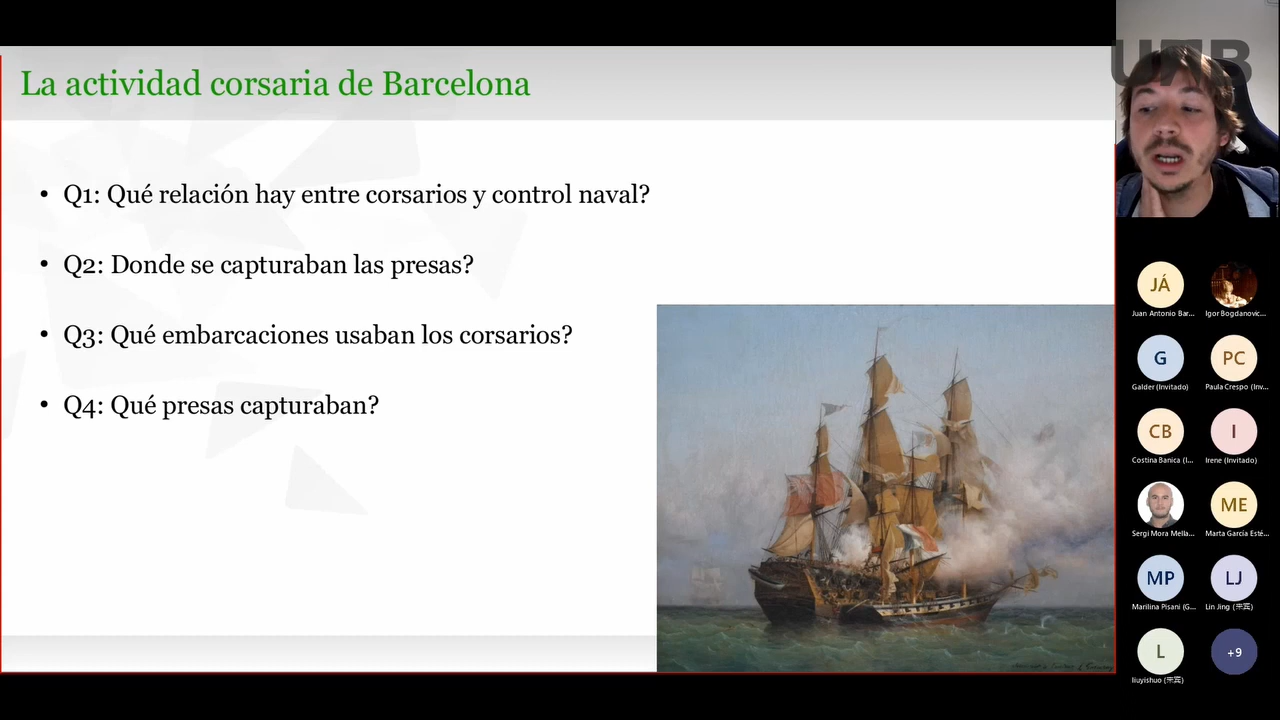 La actividad corsaria de Barcelona
• Q1: Qué relación hay entre corsarios y control naval?
• Q2: Donde se capturaban las presas?
• Q3: Qué embarcaciones usaban los corsarios?
• Q4: Qué presas capturaban?
JÁ
Juan Antonio Bar...
Igor Bogdanovic...
G
Galder (Invitado)
PC
Paula Crespo (Inv...
CB
Costina Banica (I...
I
Irene (Invitado)
Sergi Mora Mella...
ME
Marta García Esté...
MP
Marilina Pisani (G...
LJ
Lin Jing (来宾)
L
liuyishuo (来宾)
+9